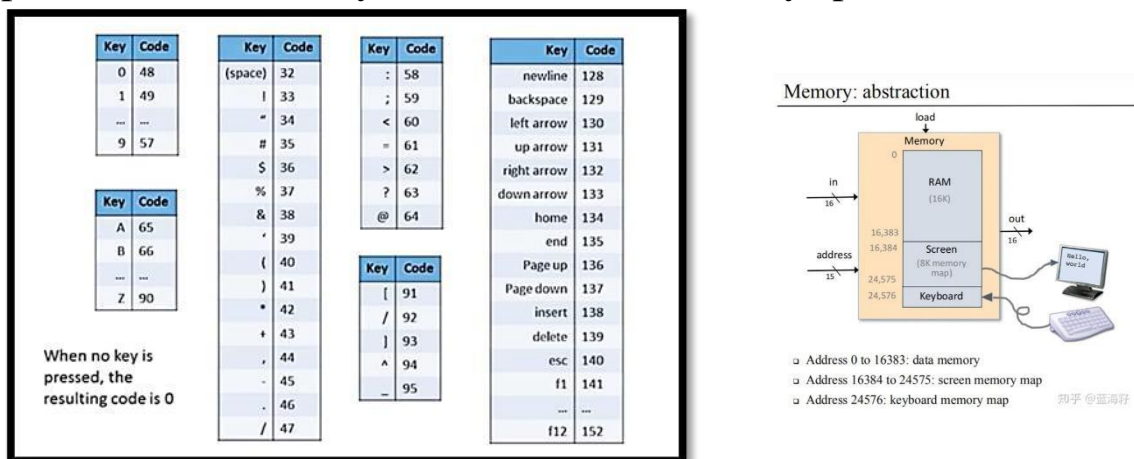 Key Code
0 48
1 49
... ...
9 57
Key Code
A 65
B 66
... ...
Z 90
When no key is
pressed, the
resulting code is 0
Key Code
(space) 32
! 33
" 34
# 35
$ 36
% 37
& 38
' 39
( 40
) 41
* 42
+ 43
, 44
- 45
. 46
/ 47
Key Code
: 58
; 59
< 60
= 61
> 62
? 63
@ 64
Key Code
[ 91
/ 92
] 93
^ 94
_ 95
Key Code
newline 128
backspace 129
left arrow 130
up arrow 131
right arrow 132
down arrow 133
home 134
end 135
Page up 136
Page down 137
insert 138
delete 139
esc 140
f1 141
... ...
f12 152
Memory: abstraction
load
Memory
0
in
16
RAM
(16K)
out
16
16,383
16,384
Screen
(8K memory
map)
address
15
24,575
24,576
Keyboard
Hello,
world
Address 0 to 16383: data memory
Address 16384 to 24575: screen memory map
Address 24576: keyboard memory map
知乎 @蓝海籽